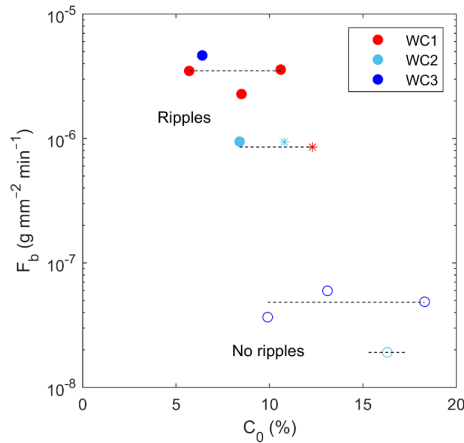 10⁻⁵
WC1
WC2
WC3
Ripples
10⁻⁶
F_b (g mm⁻² min⁻¹)
10⁻⁷
No ripples
10⁻⁸
0 5 10 15 20
C₀ (%)